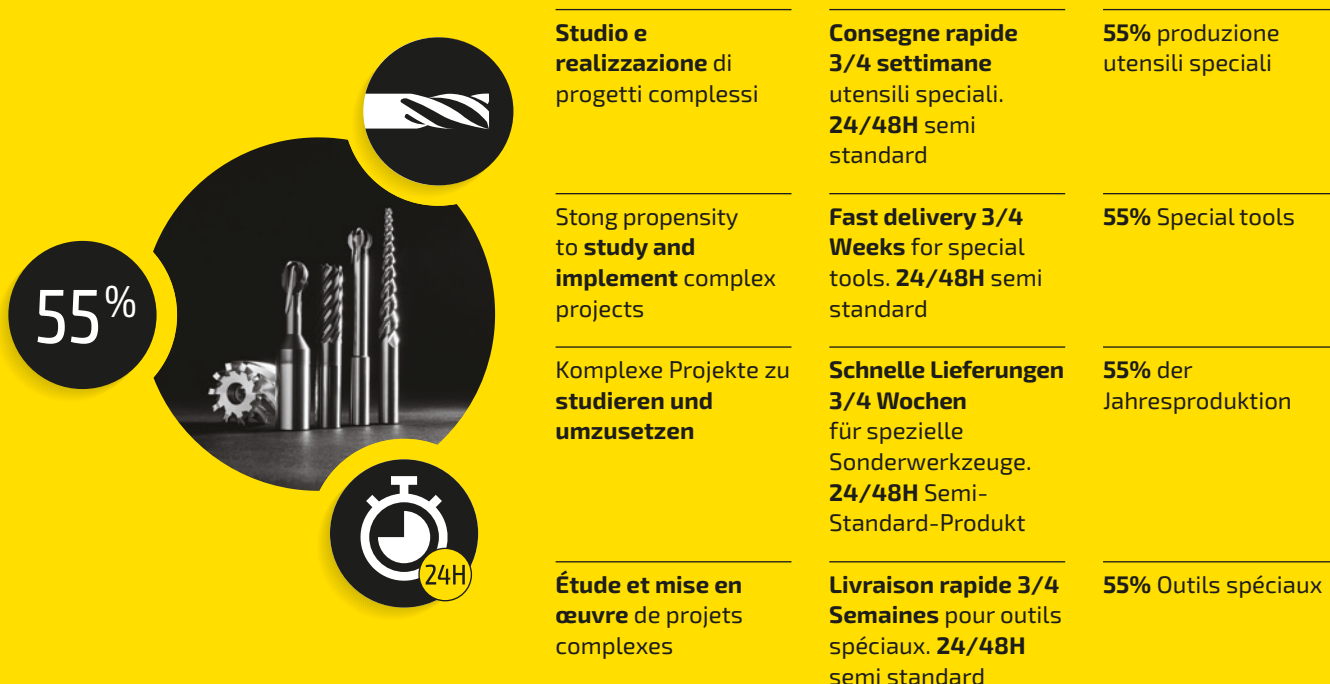 55%
24H
Studio e
realizzazione di
progetti complessi
Consegne rapide
3/4 settimane
utensili speciali.
24/48H semi
standard
55% produzione
utensili speciali
Stong propensity
to study and
implement complex
projects
Fast delivery 3/4
Weeks for special
tools. 24/48H semi
standard
55% Special tools
Komplexe Projekte zu
studieren und
umzusetzen
Schnelle Lieferungen
3/4 Wochen
für spezielle
Sonderwerkzeuge.
24/48H Semi-
Standard-Produkt
55% der
Jahresproduktion
Étude et mise en
œuvre de projets
complexes
Livraison rapide 3/4
Semaines pour outils
spéciaux. 24/48H
semi standard
55% Outils spéciaux